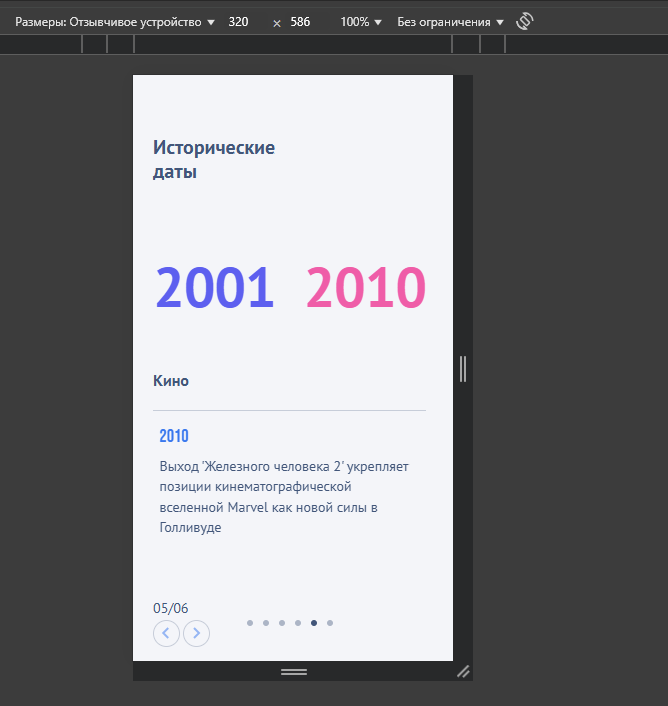 Размеры: Отзывчивое устройство 320 × 586 100% Без ограничения
Исторические
даты
2001 2010
Кино
2010
Выход 'Железного человека 2' укрепляет
позиции кинематографической
вселенной Marvel как новой силы в
Голливуде
05/06